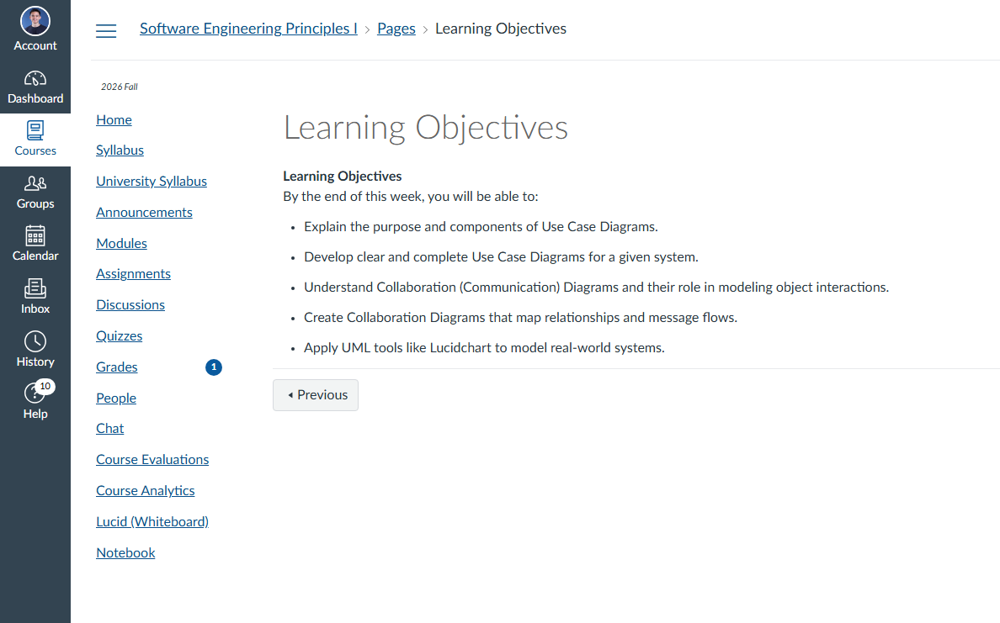 Account
Dashboard
Courses
Groups
Calendar
Inbox
History
10
Help
Software Engineering Principles I › Pages › Learning Objectives
2026 Fall
Home
Syllabus
University Syllabus
Announcements
Modules
Assignments
Discussions
Quizzes
Grades 1
People
Chat
Course Evaluations
Course Analytics
Lucid (Whiteboard)
Notebook
Learning Objectives
Learning Objectives
By the end of this week, you will be able to:
• Explain the purpose and components of Use Case Diagrams.
• Develop clear and complete Use Case Diagrams for a given system.
• Understand Collaboration (Communication) Diagrams and their role in modeling object interactions.
• Create Collaboration Diagrams that map relationships and message flows.
• Apply UML tools like Lucidchart to model real-world systems.
Previous